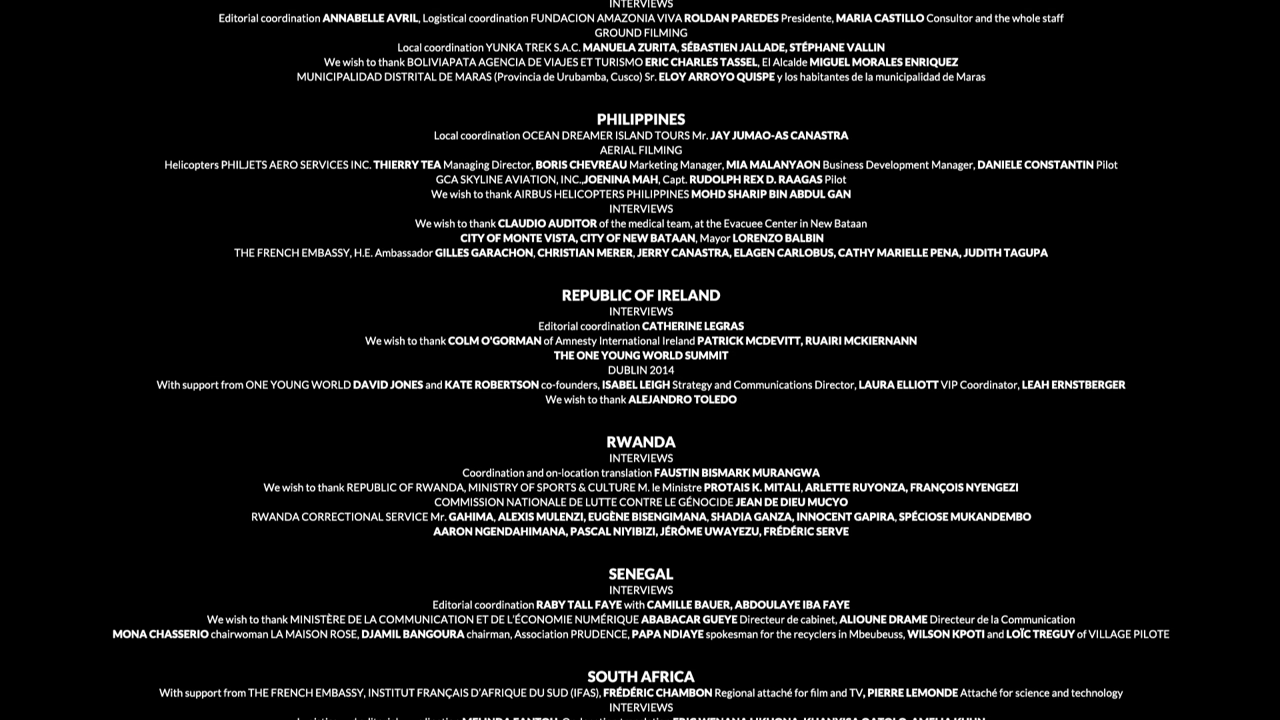 INTERVIEWS
Editorial coordination ANNABELLE AVRIL, Logistical coordination FUNDACION AMAZONIA VIVA ROLDAN PAREDES Presidente, MARIA CASTILLO Consultor and the whole staff
GROUND FILMING
Local coordination YUNKA TREK S.A.C. MANUELA ZURITA, SÉBASTIEN JALLADE, STÉPHANE VALLIN
We wish to thank BOLIVIAPATA AGENCIA DE VIAJES ET TURISMO ERIC CHARLES TASSEL, El Alcalde MIGUEL MORALES ENRIQUEZ
MUNICIPALIDAD DISTRITAL DE MARAS (Provincia de Urubamba, Cusco) Sr. ELOY ARROYO QUISPE y los habitantes de la municipalidad de Maras
PHILIPPINES
Local coordination OCEAN DREAMER ISLAND TOURS Mr. JAY JUMAO-AS CANASTRA
AERIAL FILMING
Helicopters PHILJETS AERO SERVICES INC. THIERRY TEA Managing Director, BORIS CHEVREAU Marketing Manager, MIA MALANYAON Business Development Manager, DANIELE CONSTANTIN Pilot
GCA SKYLINE AVIATION, INC.,JOENINA MAH, Capt. RUDOLPH REX D. RAAGAS Pilot
We wish to thank AIRBUS HELICOPTERS PHILIPPINES MOHD SHARIP BIN ABDUL GAN
INTERVIEWS
We wish to thank CLAUDIO AUDITOR of the medical team, at the Evacuee Center in New Bataan
CITY OF MONTE VISTA, CITY OF NEW BATAAN, Mayor LORENZO BALBIN
THE FRENCH EMBASSY, H.E. Ambassador GILLES GARACHON, CHRISTIAN MERER, JERRY CANASTRA, ELAGEN CARLOBUS, CATHY MARIELLE PENA, JUDITH TAGUPA
REPUBLIC OF IRELAND
INTERVIEWS
Editorial coordination CATHERINE LEGRAS
We wish to thank COLM O'GORMAN of Amnesty International Ireland PATRICK MCDEVITT, RUAIRI MCKIERNANN
THE ONE YOUNG WORLD SUMMIT
DUBLIN 2014
With support from ONE YOUNG WORLD DAVID JONES and KATE ROBERTSON co-founders, ISABEL LEIGH Strategy and Communications Director, LAURA ELLIOTT VIP Coordinator, LEAH ERNSTBERGER
We wish to thank ALEJANDRO TOLEDO
RWANDA
INTERVIEWS
Coordination and on-location translation FAUSTIN BISMARK MURANGWA
We wish to thank REPUBLIC OF RWANDA, MINISTRY OF SPORTS & CULTURE M. le Ministre PROTAIS K. MITALI, ARLETTE RUYONZA, FRANÇOIS NYENGEZI
COMMISSION NATIONALE DE LUTTE CONTRE LE GÉNOCIDE JEAN DE DIEU MUCYO
RWANDA CORRECTIONAL SERVICE Mr. GAHIMA, ALEXIS MULENZI, EUGÈNE BISENGIMANA, SHADIA GANZA, INNOCENT GAPIRA, SPÉCIOSE MUKANDEMBO
AARON NGENDAHIMANA, PASCAL NIYIBIZI, JÉRÔME UWAYEZU, FRÉDÉRIC SERVE
SENEGAL
INTERVIEWS
Editorial coordination RABY TALL FAYE with CAMILLE BAUER, ABDOULAYE IBA FAYE
We wish to thank MINISTÈRE DE LA COMMUNICATION ET DE L'ÉCONOMIE NUMÉRIQUE ABABACAR GUEYE Directeur de cabinet, ALIOUNE DRAME Directeur de la Communication
MONA CHASSERIO chairwoman LA MAISON ROSE, DJAMIL BANGOURA chairman, Association PRUDENCE, PAPA NDIAYE spokesman for the recyclers in Mbeubeuss, WILSON KPOTI and LOÏC TREGUY of VILLAGE PILOTE
SOUTH AFRICA
With support from THE FRENCH EMBASSY, INSTITUT FRANÇAIS D'AFRIQUE DU SUD (IFAS), FRÉDÉRIC CHAMBON Regional attaché for film and TV, PIERRE LEMONDE Attaché for science and technology
INTERVIEWS